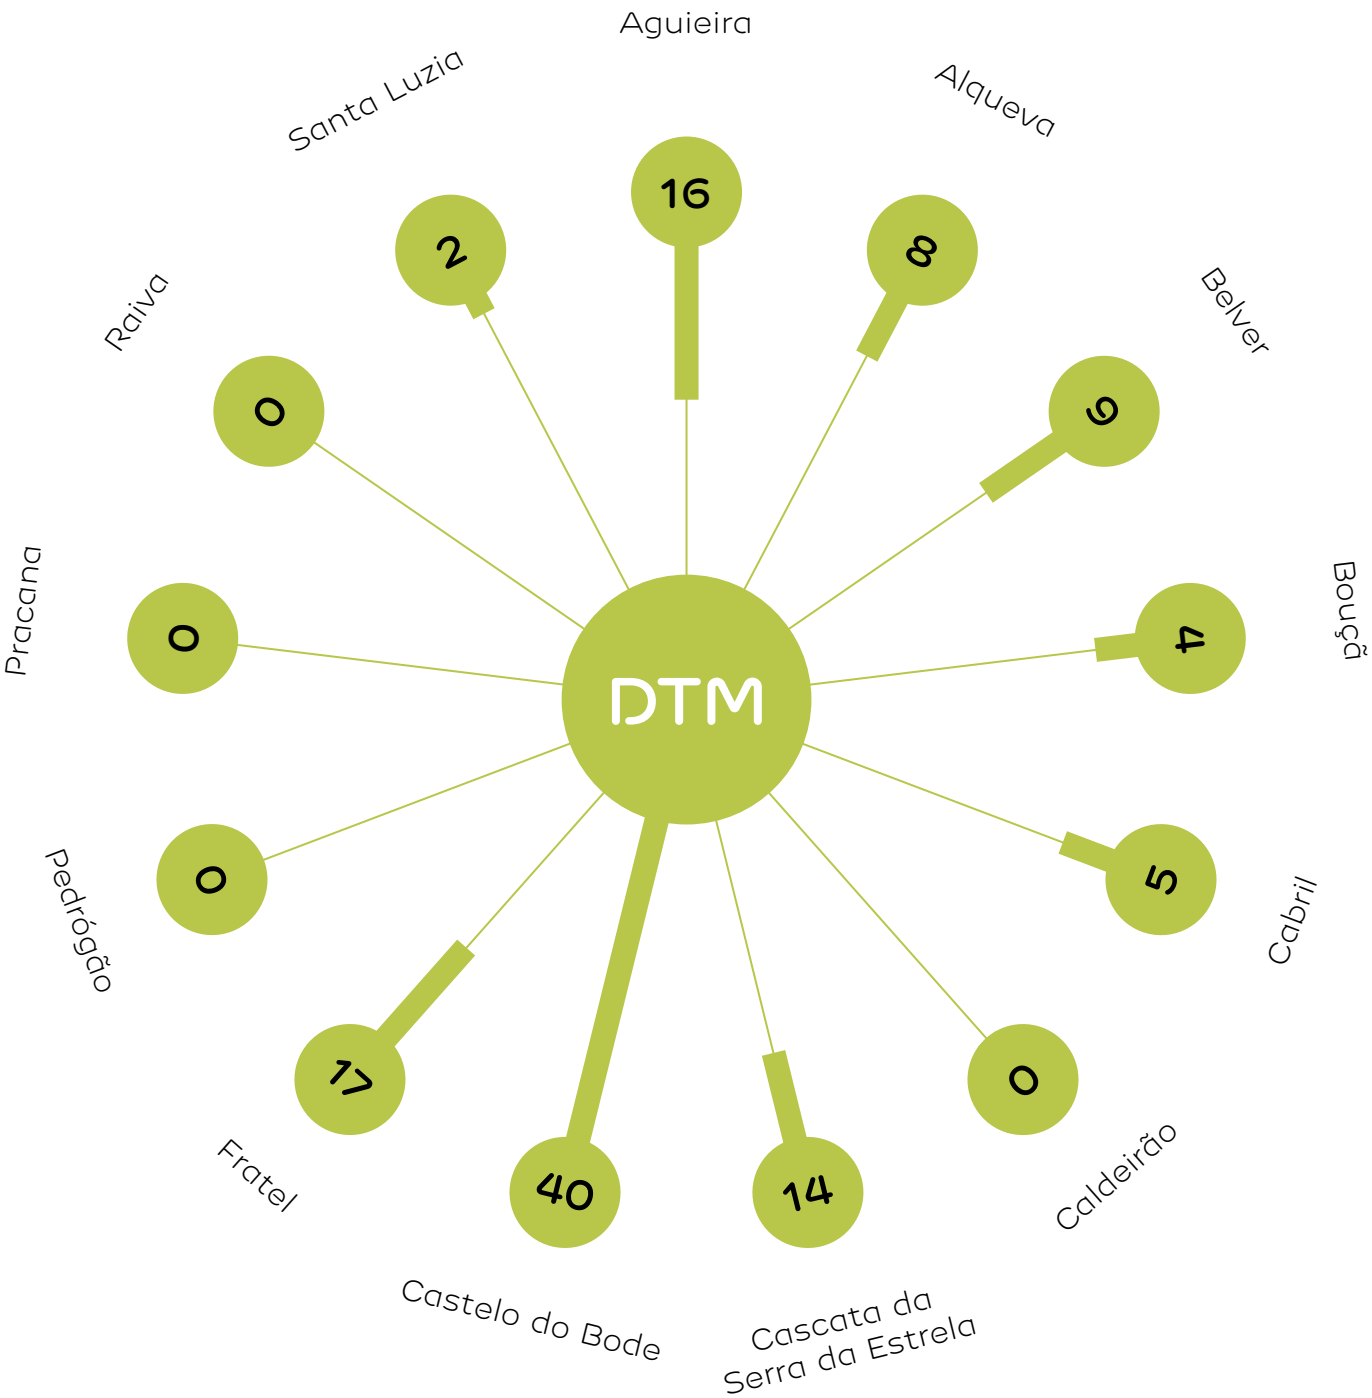 Aguieira
16
Alqueva
8
Belver
9
Bouçã
4
Cabril
5
Caldeirão
0
Cascata da
Serra da Estrela
14
Castelo do Bode
40
Fratel
17
Pedrógão
0
Pracana
0
Raiva
0
Santa Luzia
2
DTM